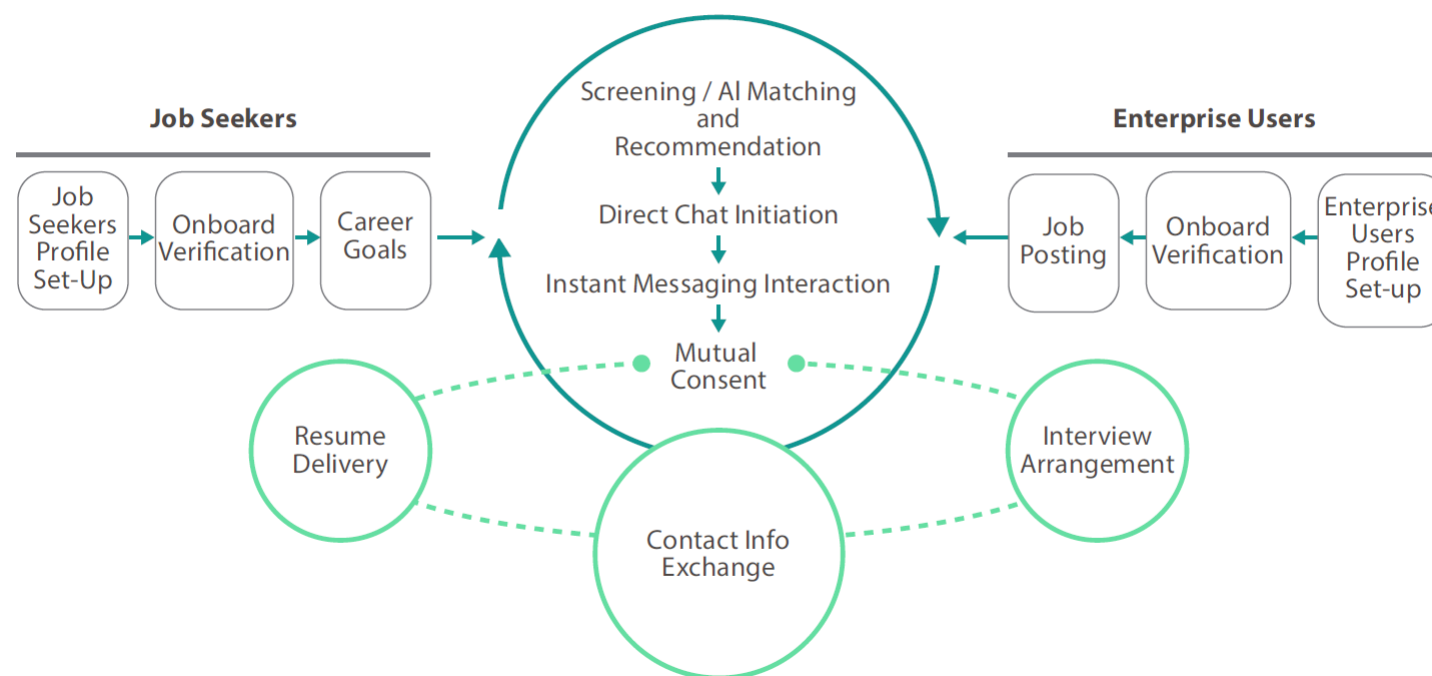 Job Seekers
Job
Seekers
Profile
Set-Up
Onboard
Verification
Career
Goals
Screening / AI Matching
and
Recommendation
Direct Chat Initiation
Instant Messaging Interaction
Mutual
Consent
Enterprise Users
Job
Posting
Onboard
Verification
Enterprise
Users
Profile
Set-up
Resume
Delivery
Contact Info
Exchange
Interview
Arrangement